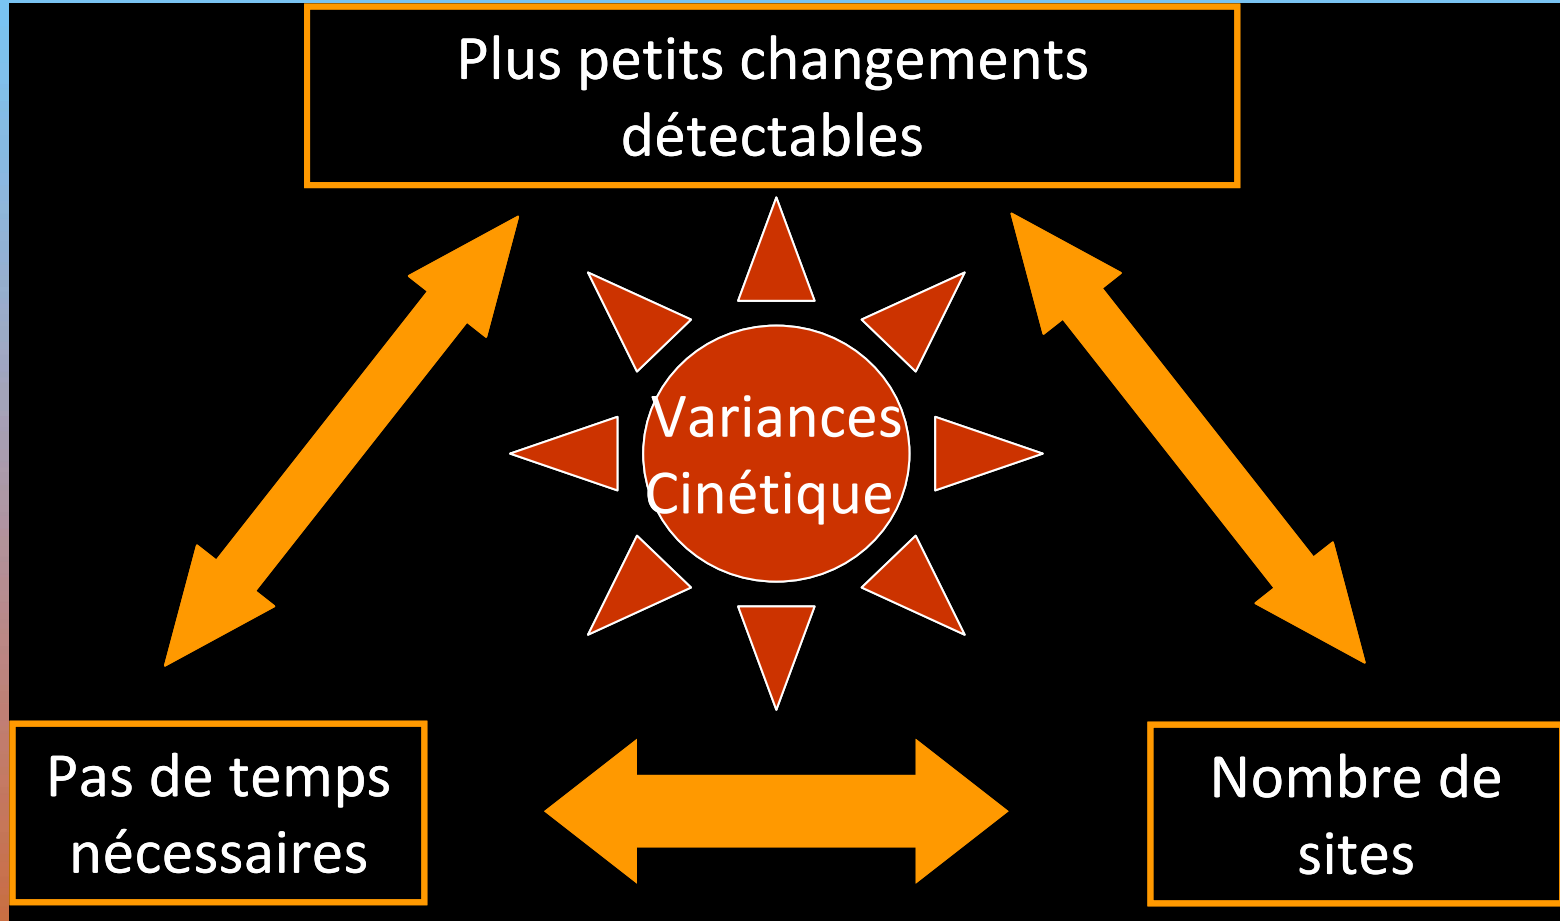 Plus petits changements
détectables
Variances
Cinétique
Pas de temps
nécessaires
Nombre de
sites